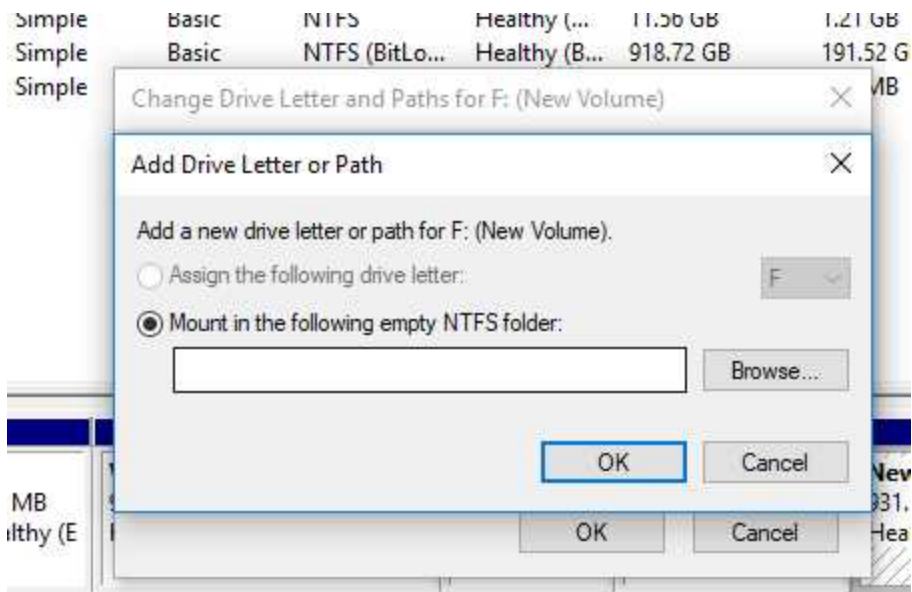 Simple Basic NTFS Healthy (... 11.56 GB 1.21 GB
Simple Basic NTFS (BitLo... Healthy (B... 918.72 GB 191.52 G
Simple MB
Change Drive Letter and Paths for F: (New Volume)
Add Drive Letter or Path
Add a new drive letter or path for F: (New Volume).
Assign the following drive letter: F
Mount in the following empty NTFS folder:
Browse...
OK Cancel
New
MB 931.
lthy (E Hea
OK Cancel